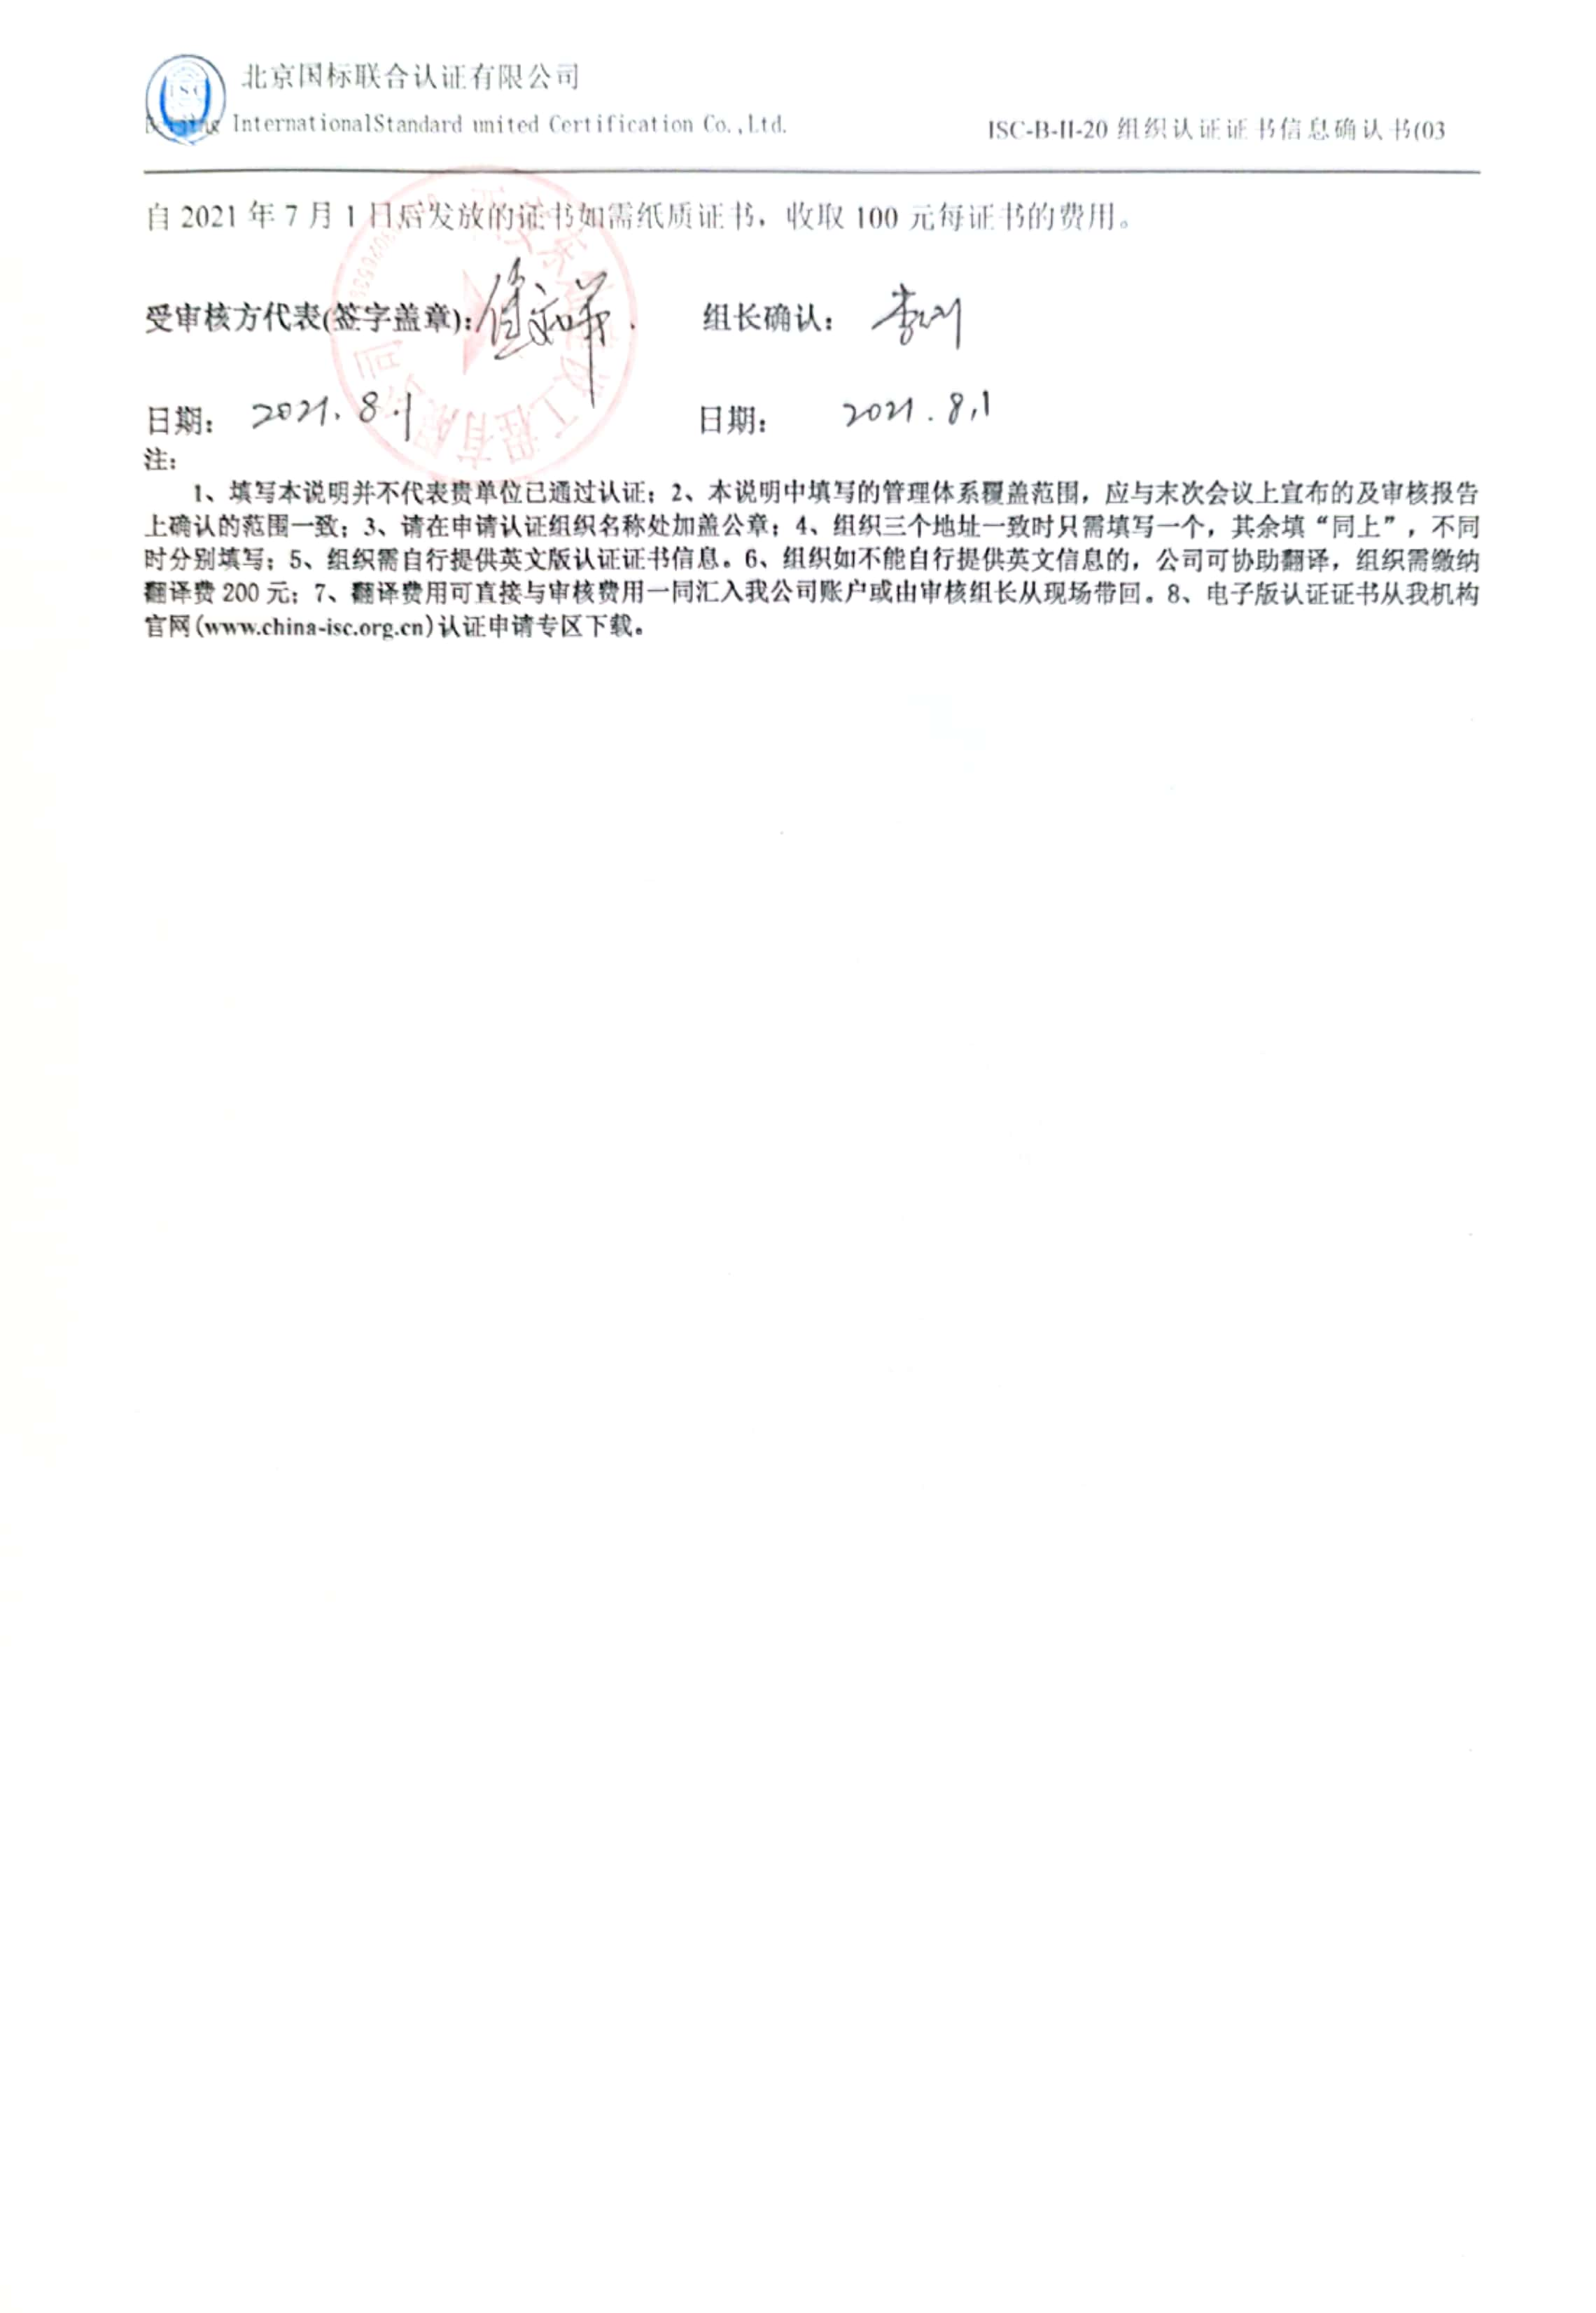 北京国标联合认证有限公司
Beijing InternationalStandard united Certification Co.,Ltd.
ISC-B-II-20 组织认证证书信息确认书(03
自 2021 年 7 月 1 日后发放的证书如需纸质证书，收取 100 元每证书的费用。
受审核方代表(签字盖章)：
组长确认：
日期： 2021.8.1
日期： 2021.8.1
注：
1、填写本说明并不代表贵单位已通过认证；2、本说明中填写的管理体系覆盖范围，应与末次会议上宣布的及审核报告
上确认的范围一致；3、请在申请认证组织名称处加盖公章；4、组织三个地址一致时只需填写一个，其余填“同上”，不同
时分别填写；5、组织需自行提供英文版认证证书信息。6、组织如不能自行提供英文信息的，公司可协助翻译，组织需缴纳
翻译费 200 元；7、翻译费用可直接与审核费用一同汇入我公司账户或由审核组长从现场带回。8、电子版认证证书从我机构
官网(www.china-isc.org.cn)认证申请专区下载。